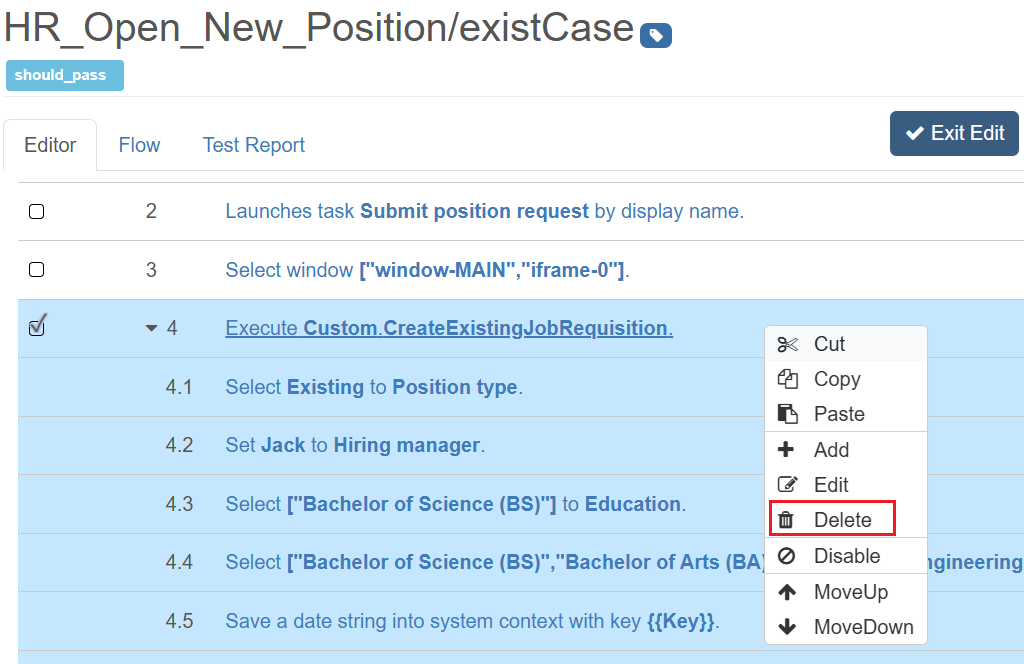 HR_Open_New_Position/existCase
should_pass
Editor Flow Test Report
Exit Edit
2 Launches task Submit position request by display name.
3 Select window ["window-MAIN","iframe-0"].
4 Execute Custom.CreateExistingJobRequisition.
4.1 Select Existing to Position type.
4.2 Set Jack to Hiring manager.
4.3 Select ["Bachelor of Science (BS)"] to Education.
4.4 Select ["Bachelor of Science (BS)","Bachelor of Arts (BA) ngineering
4.5 Save a date string into system context with key {{Key}}.
Cut
Copy
Paste
Add
Edit
Delete
Disable
MoveUp
MoveDown